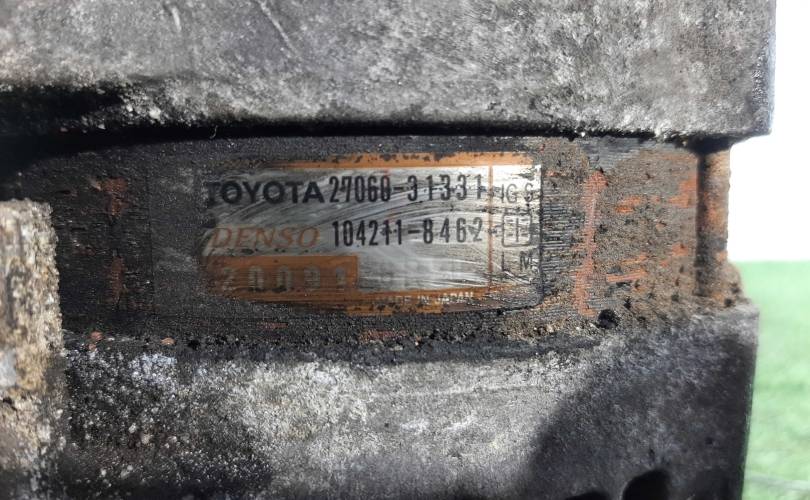 TOYOTA 27060-31331 IG S
DENSO 104211-8462
L M
MADE IN JAPAN